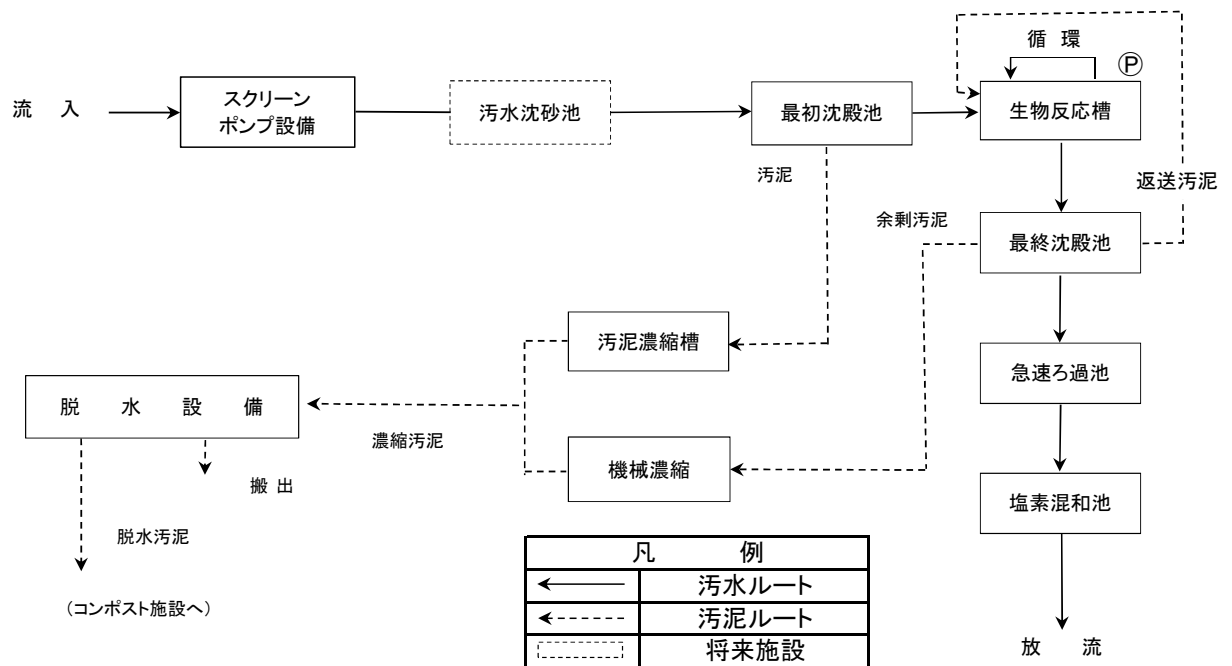 循 環
Ⓟ
流 入
スクリーン
ポンプ設備
汚水沈砂池
最初沈殿池
生物反応槽
汚泥
返送汚泥
余剰汚泥
最終沈殿池
汚泥濃縮槽
急速ろ過池
脱 水 設 備
濃縮汚泥
機械濃縮
搬 出
塩素混和池
脱水汚泥
凡 例
汚水ルート
(コンポスト施設へ)
汚泥ルート
将来施設
放 流